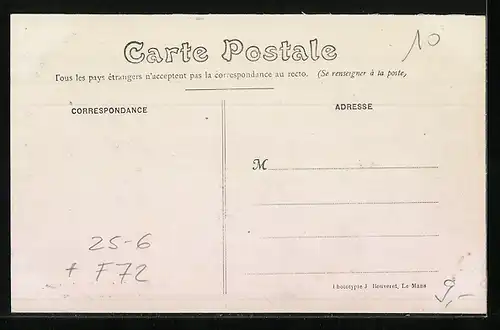 Carte Postale
10
Tous les pays étrangers n'acceptent pas la correspondance au recto. (Se renseigner à la poste)
CORRESPONDANCE
ADRESSE
M
25-6
+ F72
Phototypie J. Bouveret, Le Mans
9,-